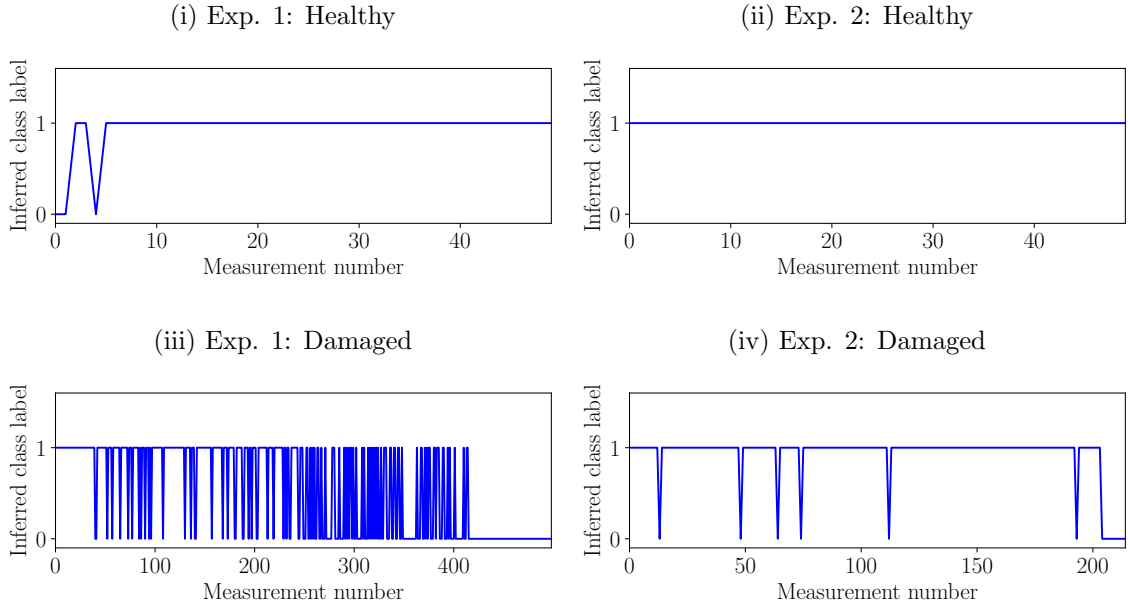 (i) Exp. 1: Healthy
Inferred class label
1
0
0 10 20 30 40
Measurement number
(ii) Exp. 2: Healthy
Inferred class label
1
0
0 10 20 30 40
Measurement number
(iii) Exp. 1: Damaged
Inferred class label
1
0
0 100 200 300 400
Measurement number
(iv) Exp. 2: Damaged
Inferred class label
1
0
0 50 100 150 200
Measurement number